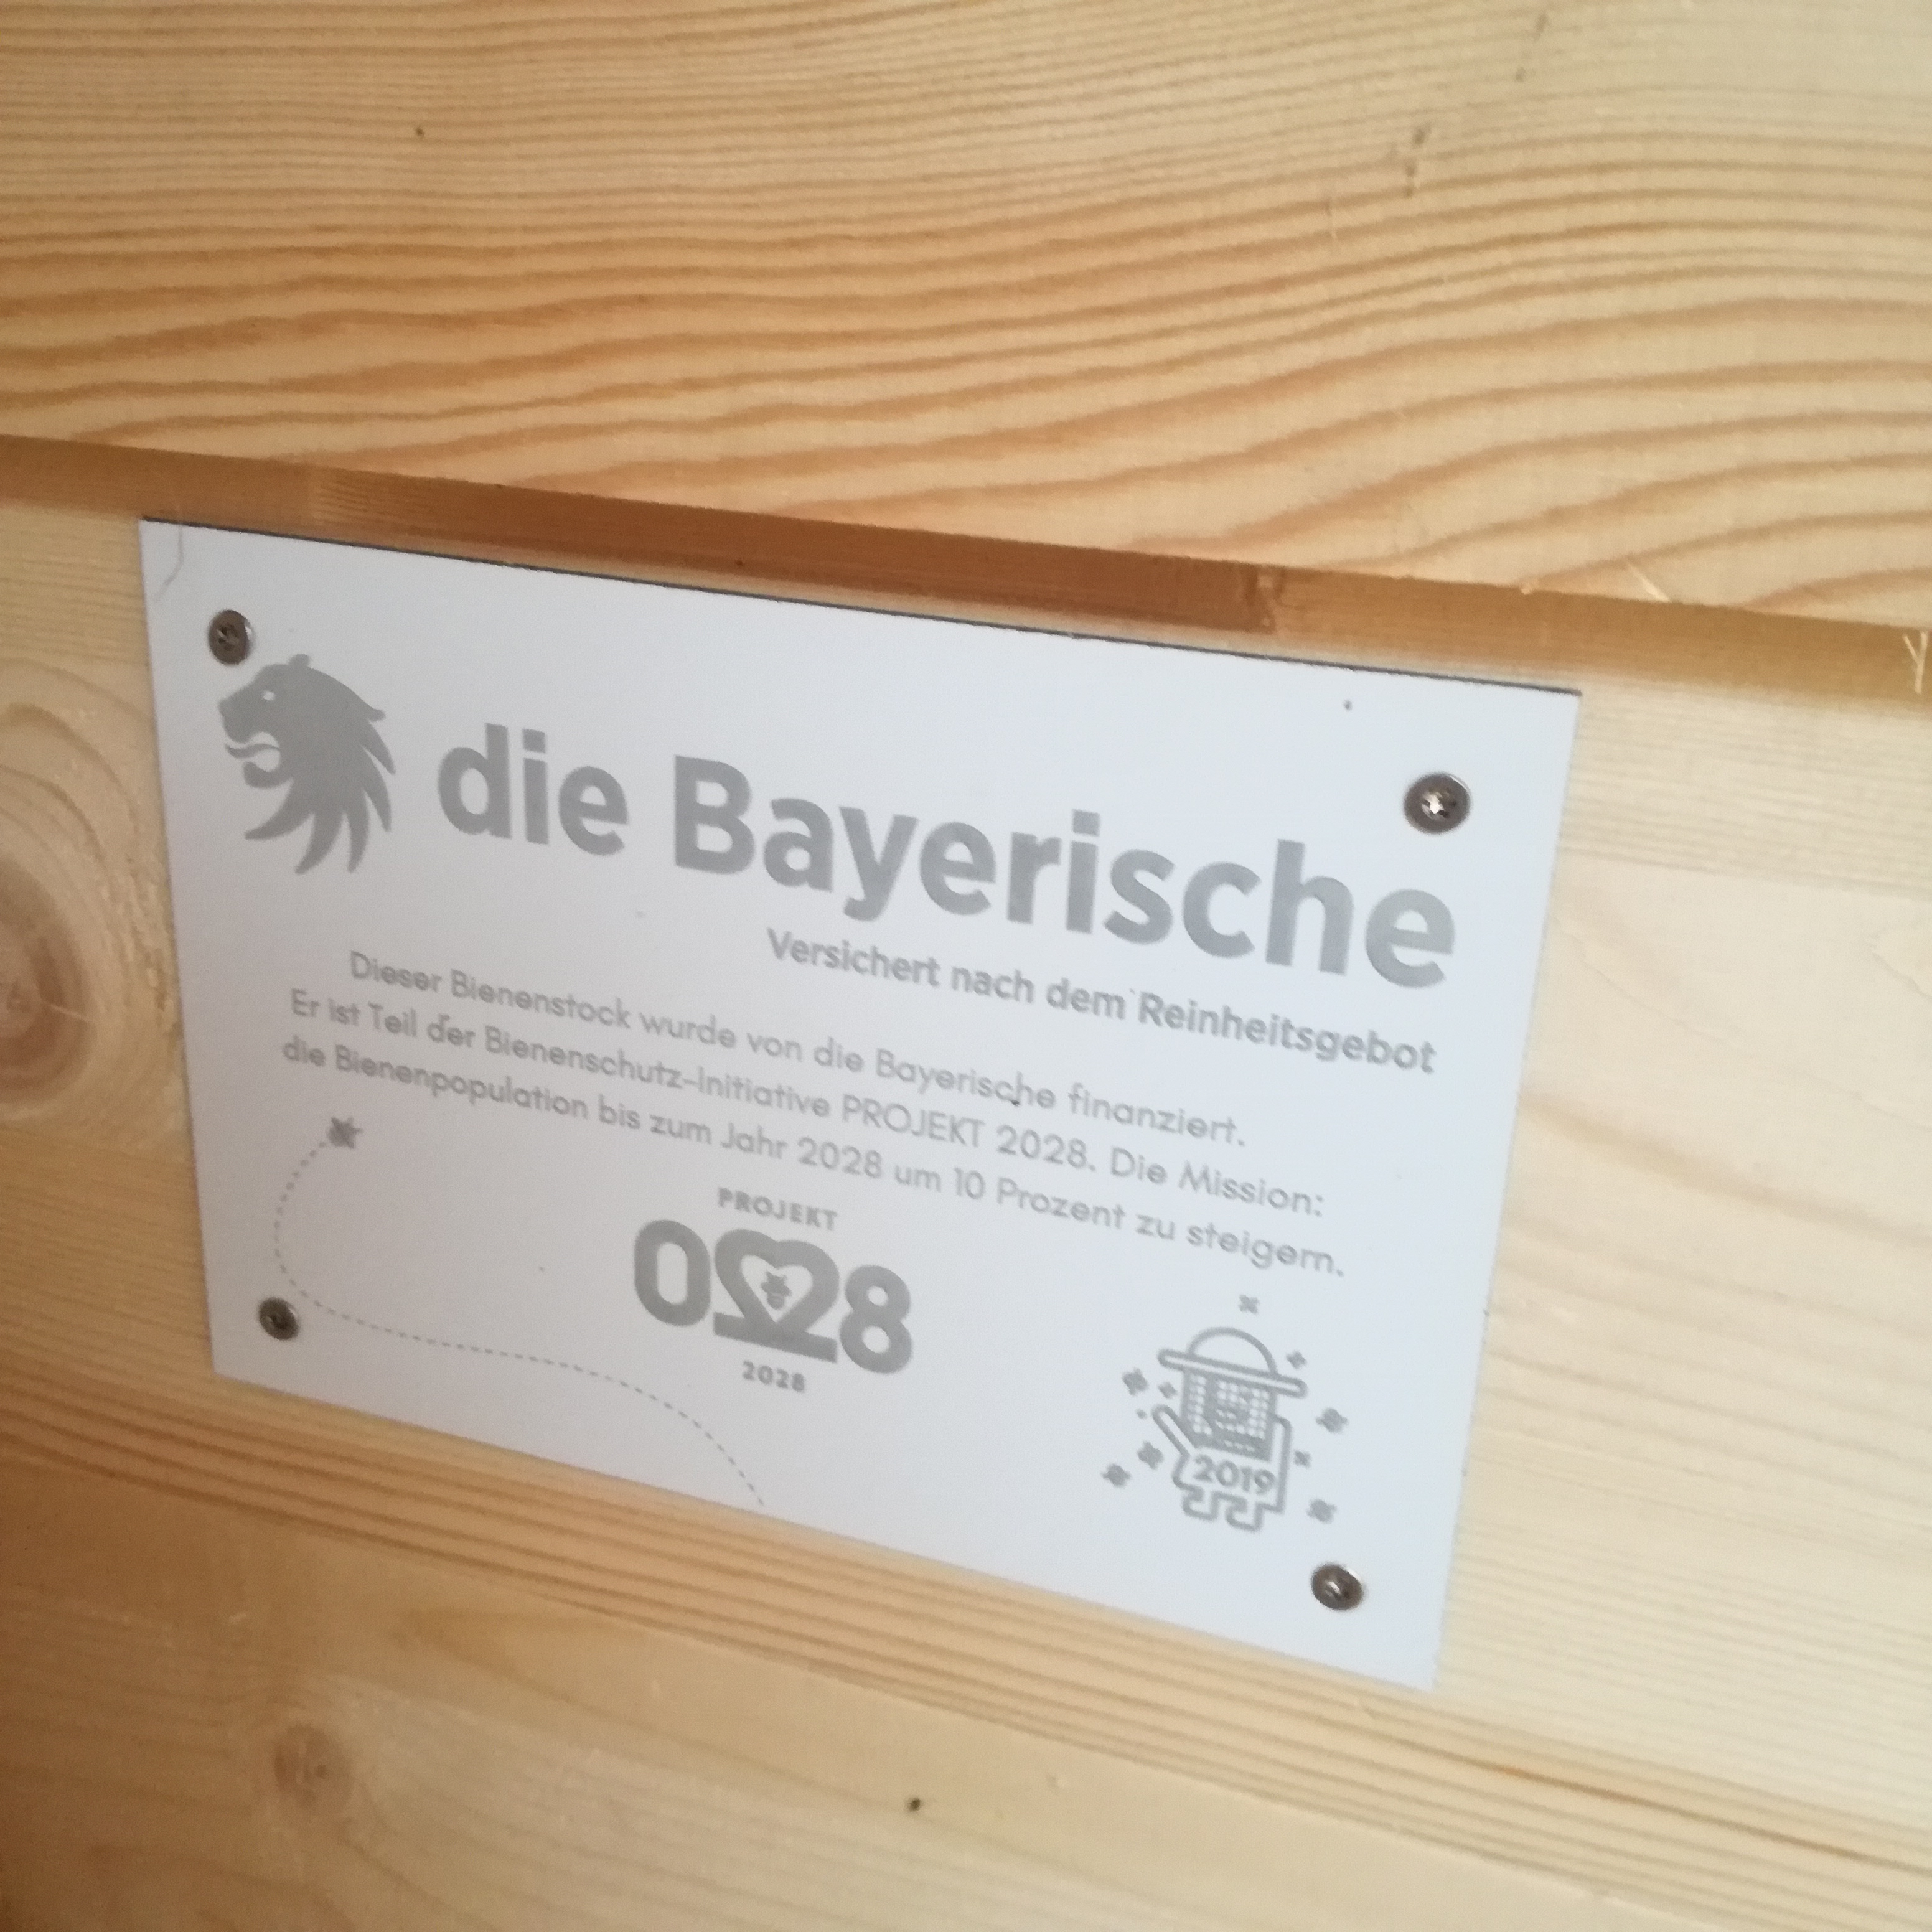 die Bayerische
Versichert nach dem Reinheitsgebot
Dieser Bienenstock wurde von die Bayerische finanziert.
Er ist Teil der Bienenschutz-Initiative PROJEKT 2028. Die Mission:
die Bienenpopulation bis zum Jahr 2028 um 10 Prozent zu steigern.
PROJEKT
0228
2028
2019